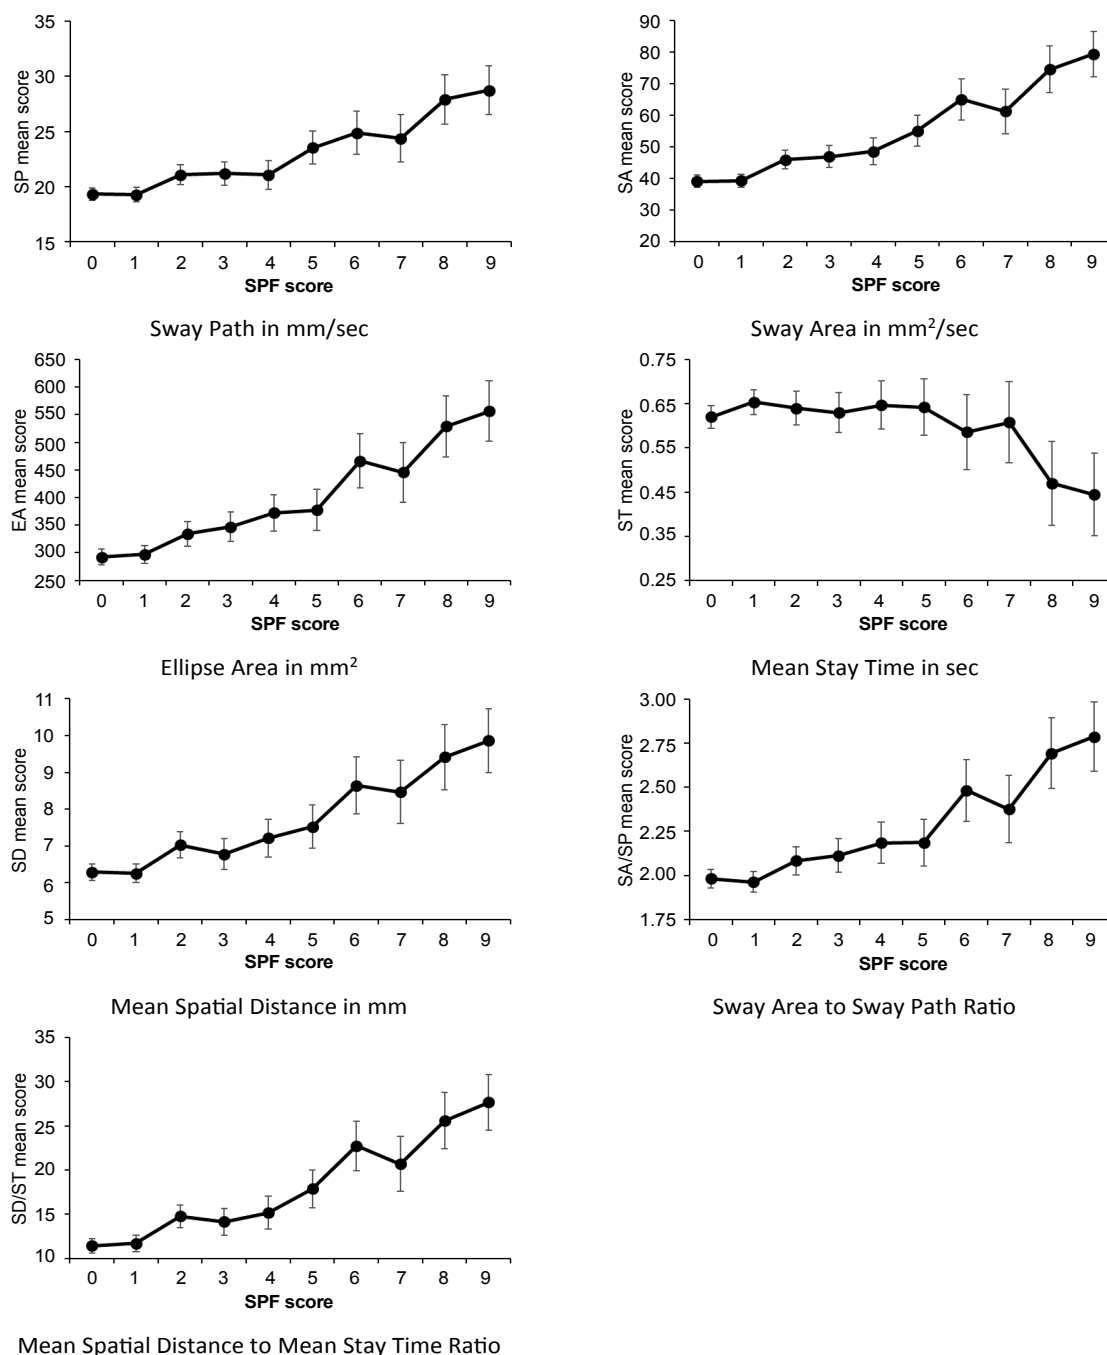 35
30
25
20
15
SP mean score
0 1 2 3 4 5 6 7 8 9
SPF score
Sway Path in mm/sec
90
80
70
60
50
40
30
20
SA mean score
0 1 2 3 4 5 6 7 8 9
SPF score
Sway Area in mm²/sec
650
600
550
500
450
400
350
300
250
EA mean score
0 1 2 3 4 5 6 7 8 9
SPF score
Ellipse Area in mm²
0.75
0.65
0.55
0.45
0.35
0.25
ST mean score
0 1 2 3 4 5 6 7 8 9
SPF score
Mean Stay Time in sec
11
10
9
8
7
6
5
SD mean score
0 1 2 3 4 5 6 7 8 9
SPF score
Mean Spatial Distance in mm
3.00
2.75
2.50
2.25
2.00
1.75
SA/SP mean score
0 1 2 3 4 5 6 7 8 9
SPF score
Sway Area to Sway Path Ratio
35
30
25
20
15
10
SD/ST mean score
0 1 2 3 4 5 6 7 8 9
SPF score
Mean Spatial Distance to Mean Stay Time Ratio